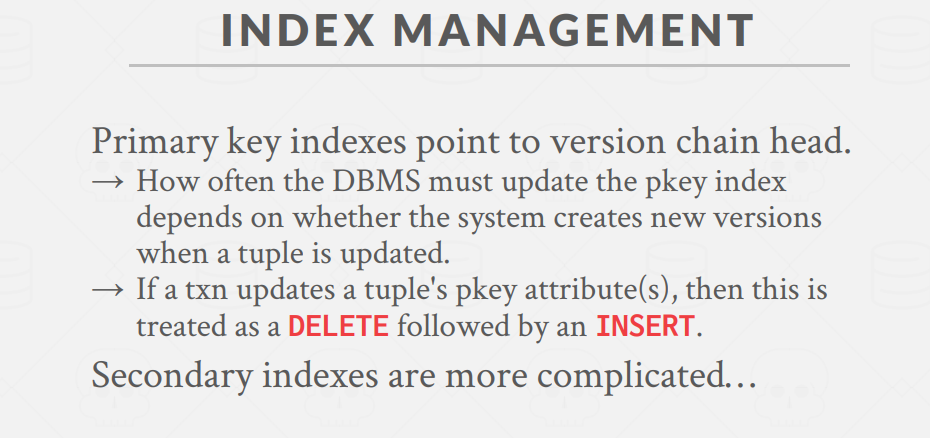 INDEX MANAGEMENT
Primary key indexes point to version chain head.
→ How often the DBMS must update the pkey index
depends on whether the system creates new versions
when a tuple is updated.
→ If a txn updates a tuple's pkey attribute(s), then this is
treated as a DELETE followed by an INSERT.
Secondary indexes are more complicated…